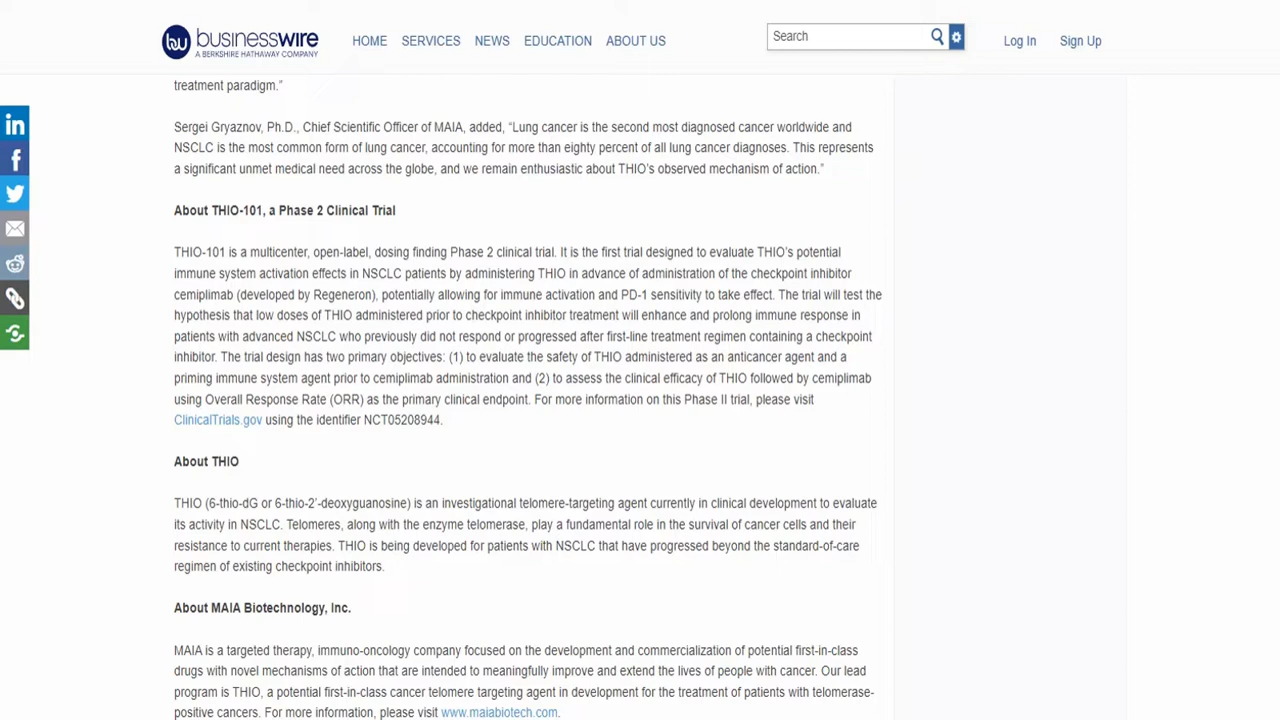 businesswire
A BERKSHIRE HATHAWAY COMPANY
HOME SERVICES NEWS EDUCATION ABOUT US
Search
Log In Sign Up
treatment paradigm.”
Sergei Gryaznov, Ph.D., Chief Scientific Officer of MAIA, added, “Lung cancer is the second most diagnosed cancer worldwide and
NSCLC is the most common form of lung cancer, accounting for more than eighty percent of all lung cancer diagnoses. This represents
a significant unmet medical need across the globe, and we remain enthusiastic about THIO’s observed mechanism of action.”
About THIO-101, a Phase 2 Clinical Trial
THIO-101 is a multicenter, open-label, dosing finding Phase 2 clinical trial. It is the first trial designed to evaluate THIO’s potential
immune system activation effects in NSCLC patients by administering THIO in advance of administration of the checkpoint inhibitor
cemiplimab (developed by Regeneron), potentially allowing for immune activation and PD-1 sensitivity to take effect. The trial will test the
hypothesis that low doses of THIO administered prior to checkpoint inhibitor treatment will enhance and prolong immune response in
patients with advanced NSCLC who previously did not respond or progressed after first-line treatment regimen containing a checkpoint
inhibitor. The trial design has two primary objectives: (1) to evaluate the safety of THIO administered as an anticancer agent and a
priming immune system agent prior to cemiplimab administration and (2) to assess the clinical efficacy of THIO followed by cemiplimab
using Overall Response Rate (ORR) as the primary clinical endpoint. For more information on this Phase II trial, please visit
ClinicalTrials.gov using the identifier NCT05208944.
About THIO
THIO (6-thio-dG or 6-thio-2’-deoxyguanosine) is an investigational telomere-targeting agent currently in clinical development to evaluate
its activity in NSCLC. Telomeres, along with the enzyme telomerase, play a fundamental role in the survival of cancer cells and their
resistance to current therapies. THIO is being developed for patients with NSCLC that have progressed beyond the standard-of-care
regimen of existing checkpoint inhibitors.
About MAIA Biotechnology, Inc.
MAIA is a targeted therapy, immuno-oncology company focused on the development and commercialization of potential first-in-class
drugs with novel mechanisms of action that are intended to meaningfully improve and extend the lives of people with cancer. Our lead
program is THIO, a potential first-in-class cancer telomere targeting agent in development for the treatment of patients with telomerase-
positive cancers. For more information, please visit www.maiabiotech.com.